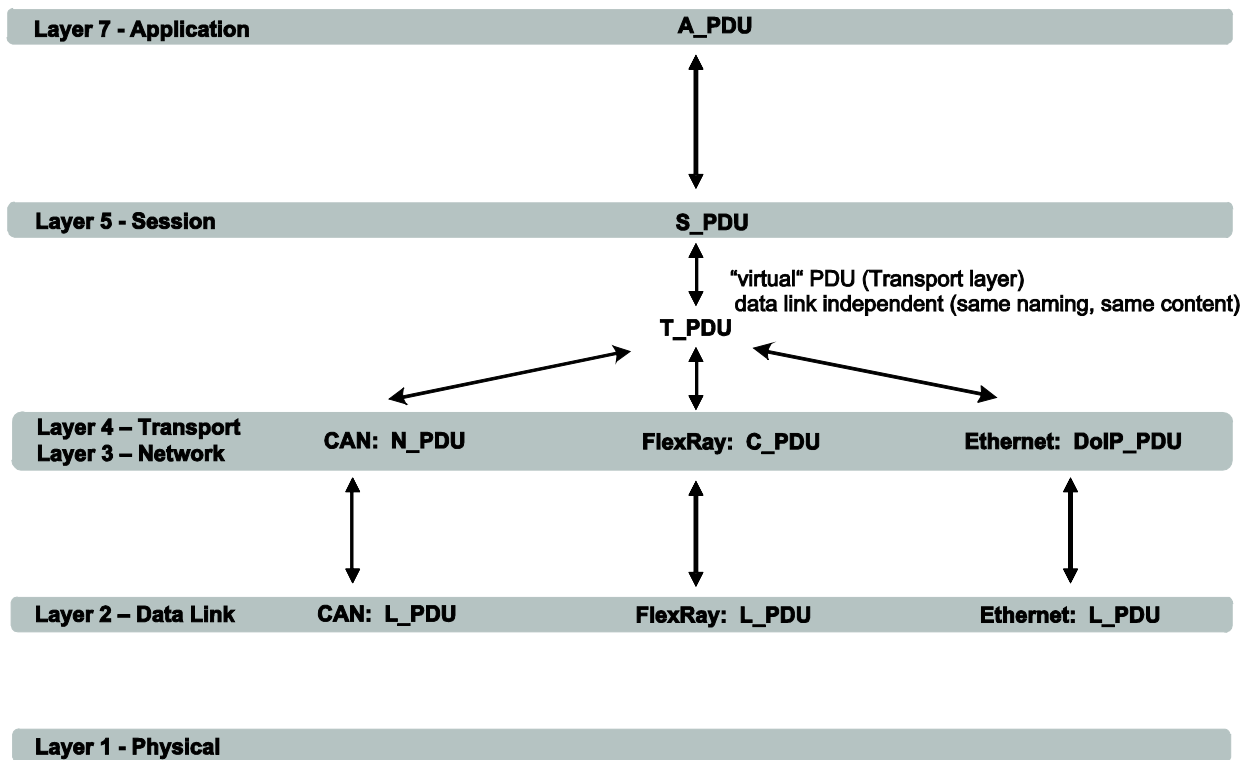 Layer 7 - Application A_PDU
Layer 5 - Session S_PDU
“virtual“ PDU (Transport layer)
data link independent (same naming, same content)
T_PDU
Layer 4 – Transport
Layer 3 – Network
CAN: N_PDU FlexRay: C_PDU Ethernet: DoIP_PDU
Layer 2 – Data Link CAN: L_PDU FlexRay: L_PDU Ethernet: L_PDU
Layer 1 - Physical